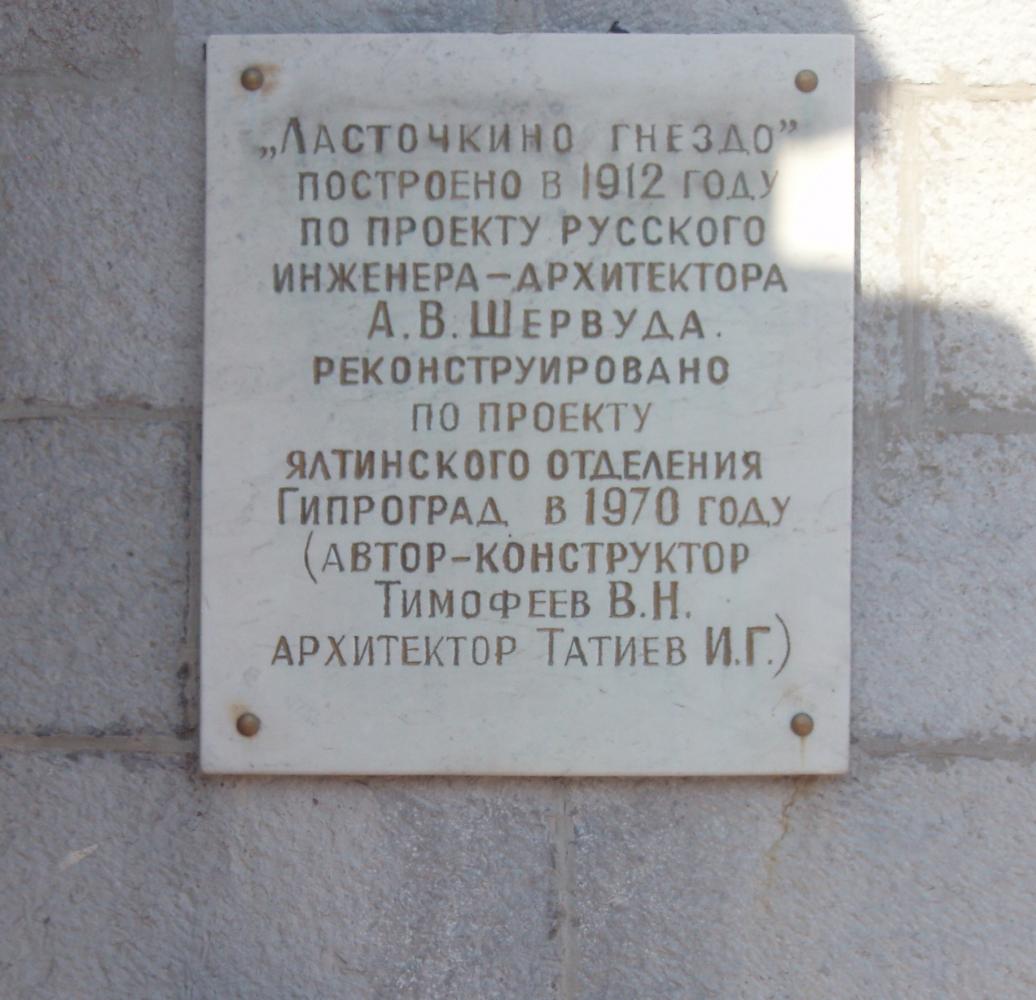 „Ласточкино гнездо”
построено в 1912 году
по проекту русского
инженера–архитектора
А.В.Шервуда.
реконструировано
по проекту
ялтинского отделения
Гипроград в 1970 году
(автор–конструктор
Тимофеев В.Н.
архитектор Татиев И.Г.)